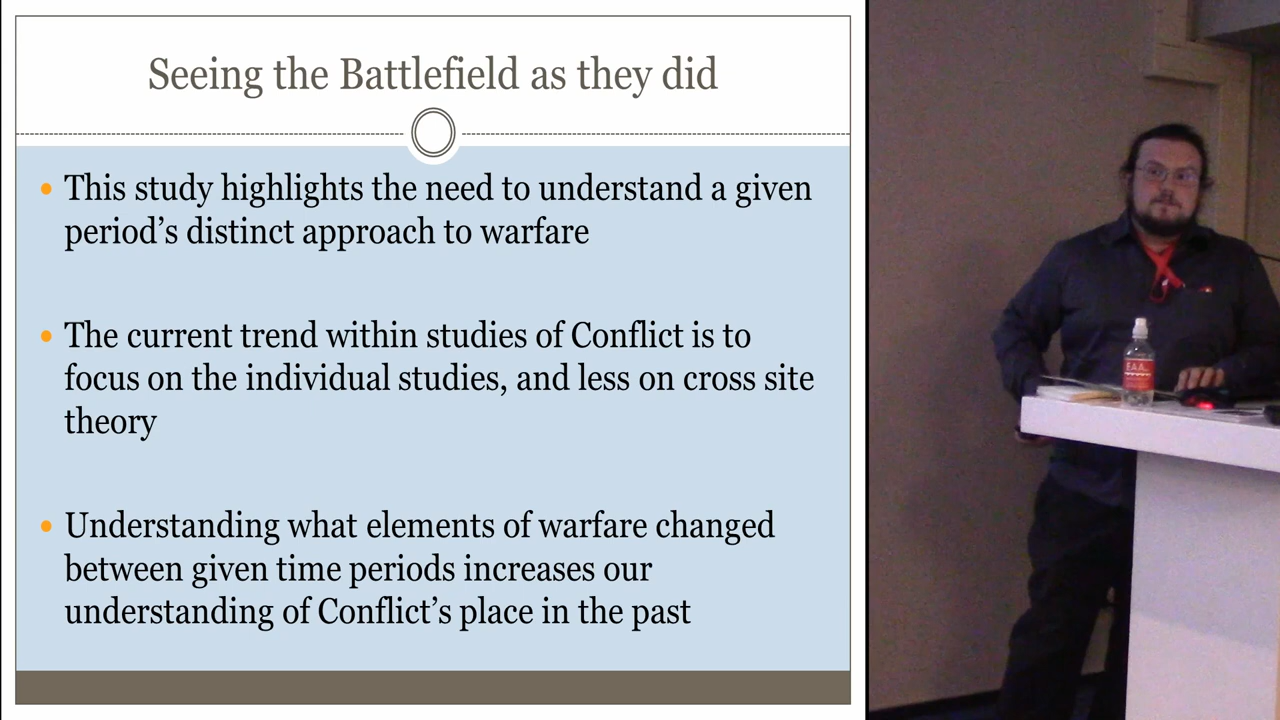 Seeing the Battlefield as they did
This study highlights the need to understand a given
period's distinct approach to warfare
The current trend within studies of Conflict is to
focus on the individual studies, and less on cross site
theory
Understanding what elements of warfare changed
between given time periods increases our
understanding of Conflict's place in the past
EAA